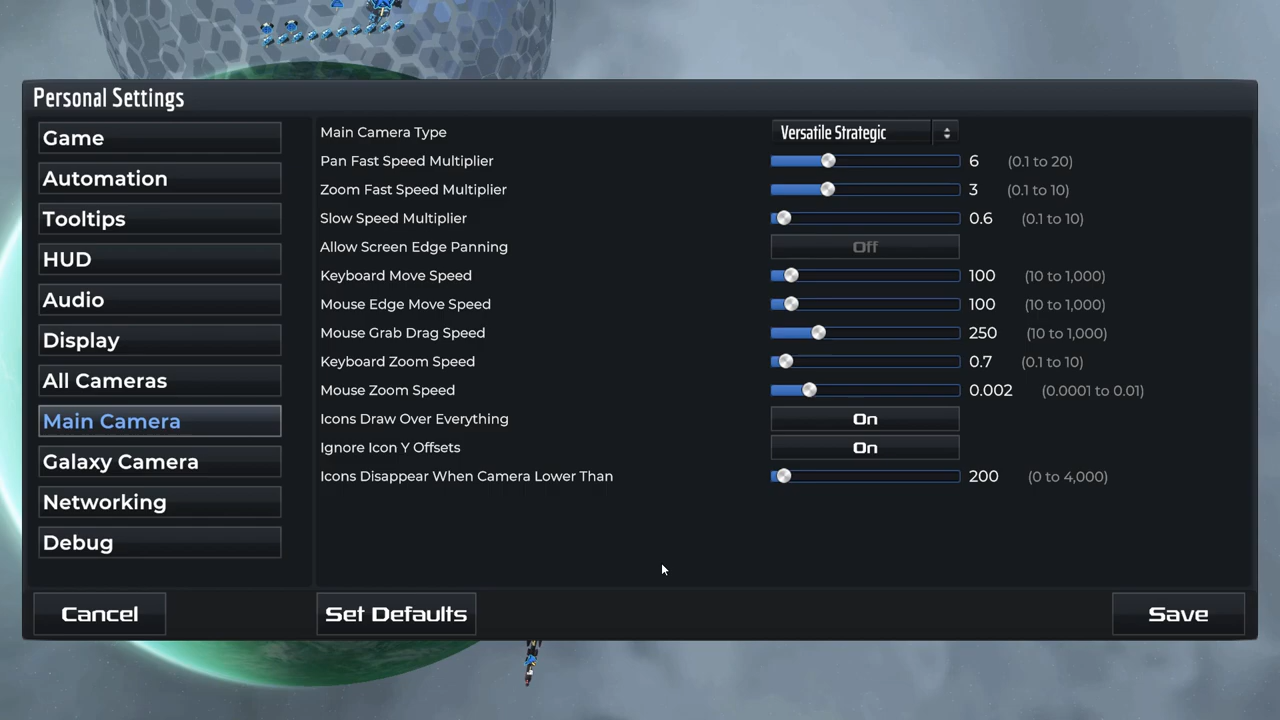 Personal Settings
Game
Automation
Tooltips
HUD
Audio
Display
All Cameras
Main Camera
Galaxy Camera
Networking
Debug
Main Camera Type Versatile Strategic
Pan Fast Speed Multiplier 6 (0.1 to 20)
Zoom Fast Speed Multiplier 3 (0.1 to 10)
Slow Speed Multiplier 0.6 (0.1 to 10)
Allow Screen Edge Panning Off
Keyboard Move Speed 100 (10 to 1,000)
Mouse Edge Move Speed 100 (10 to 1,000)
Mouse Grab Drag Speed 250 (10 to 1,000)
Keyboard Zoom Speed 0.7 (0.1 to 10)
Mouse Zoom Speed 0.002 (0.0001 to 0.01)
Icons Draw Over Everything On
Ignore Icon Y Offsets On
Icons Disappear When Camera Lower Than 200 (0 to 4,000)
Cancel Set Defaults Save